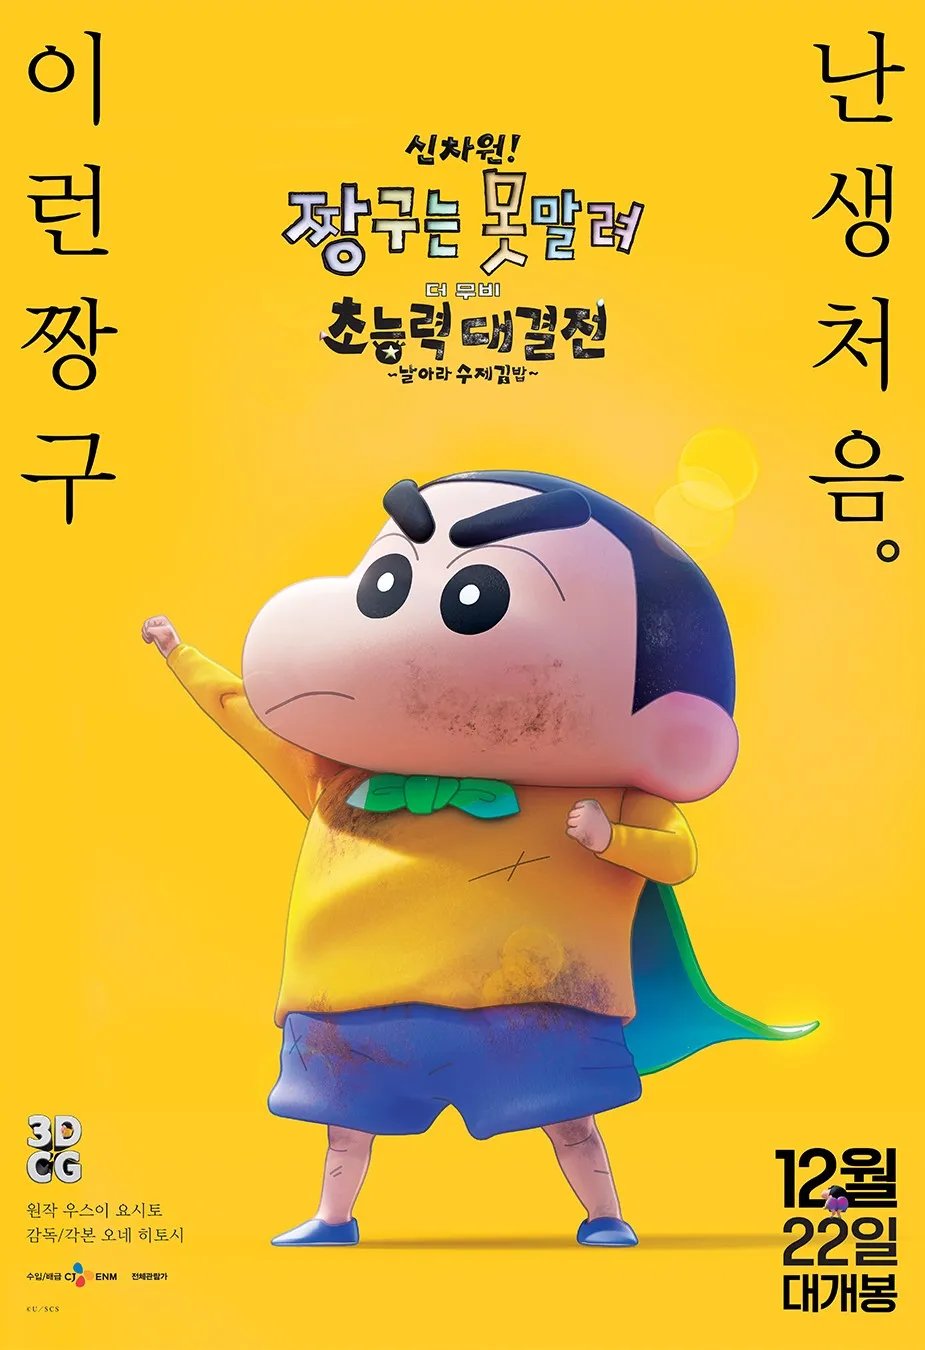 난생처음。
이런짱구
신차원!
짱구는 못말려
더 무비
초능력 대결전
~날아라 수제김밥~
3D
CG
원작 우스이 요시토
감독/각본 오네 히토시
수입/배급 CJ ENM 전체관람가
©U/SCS
12월
22일
대개봉